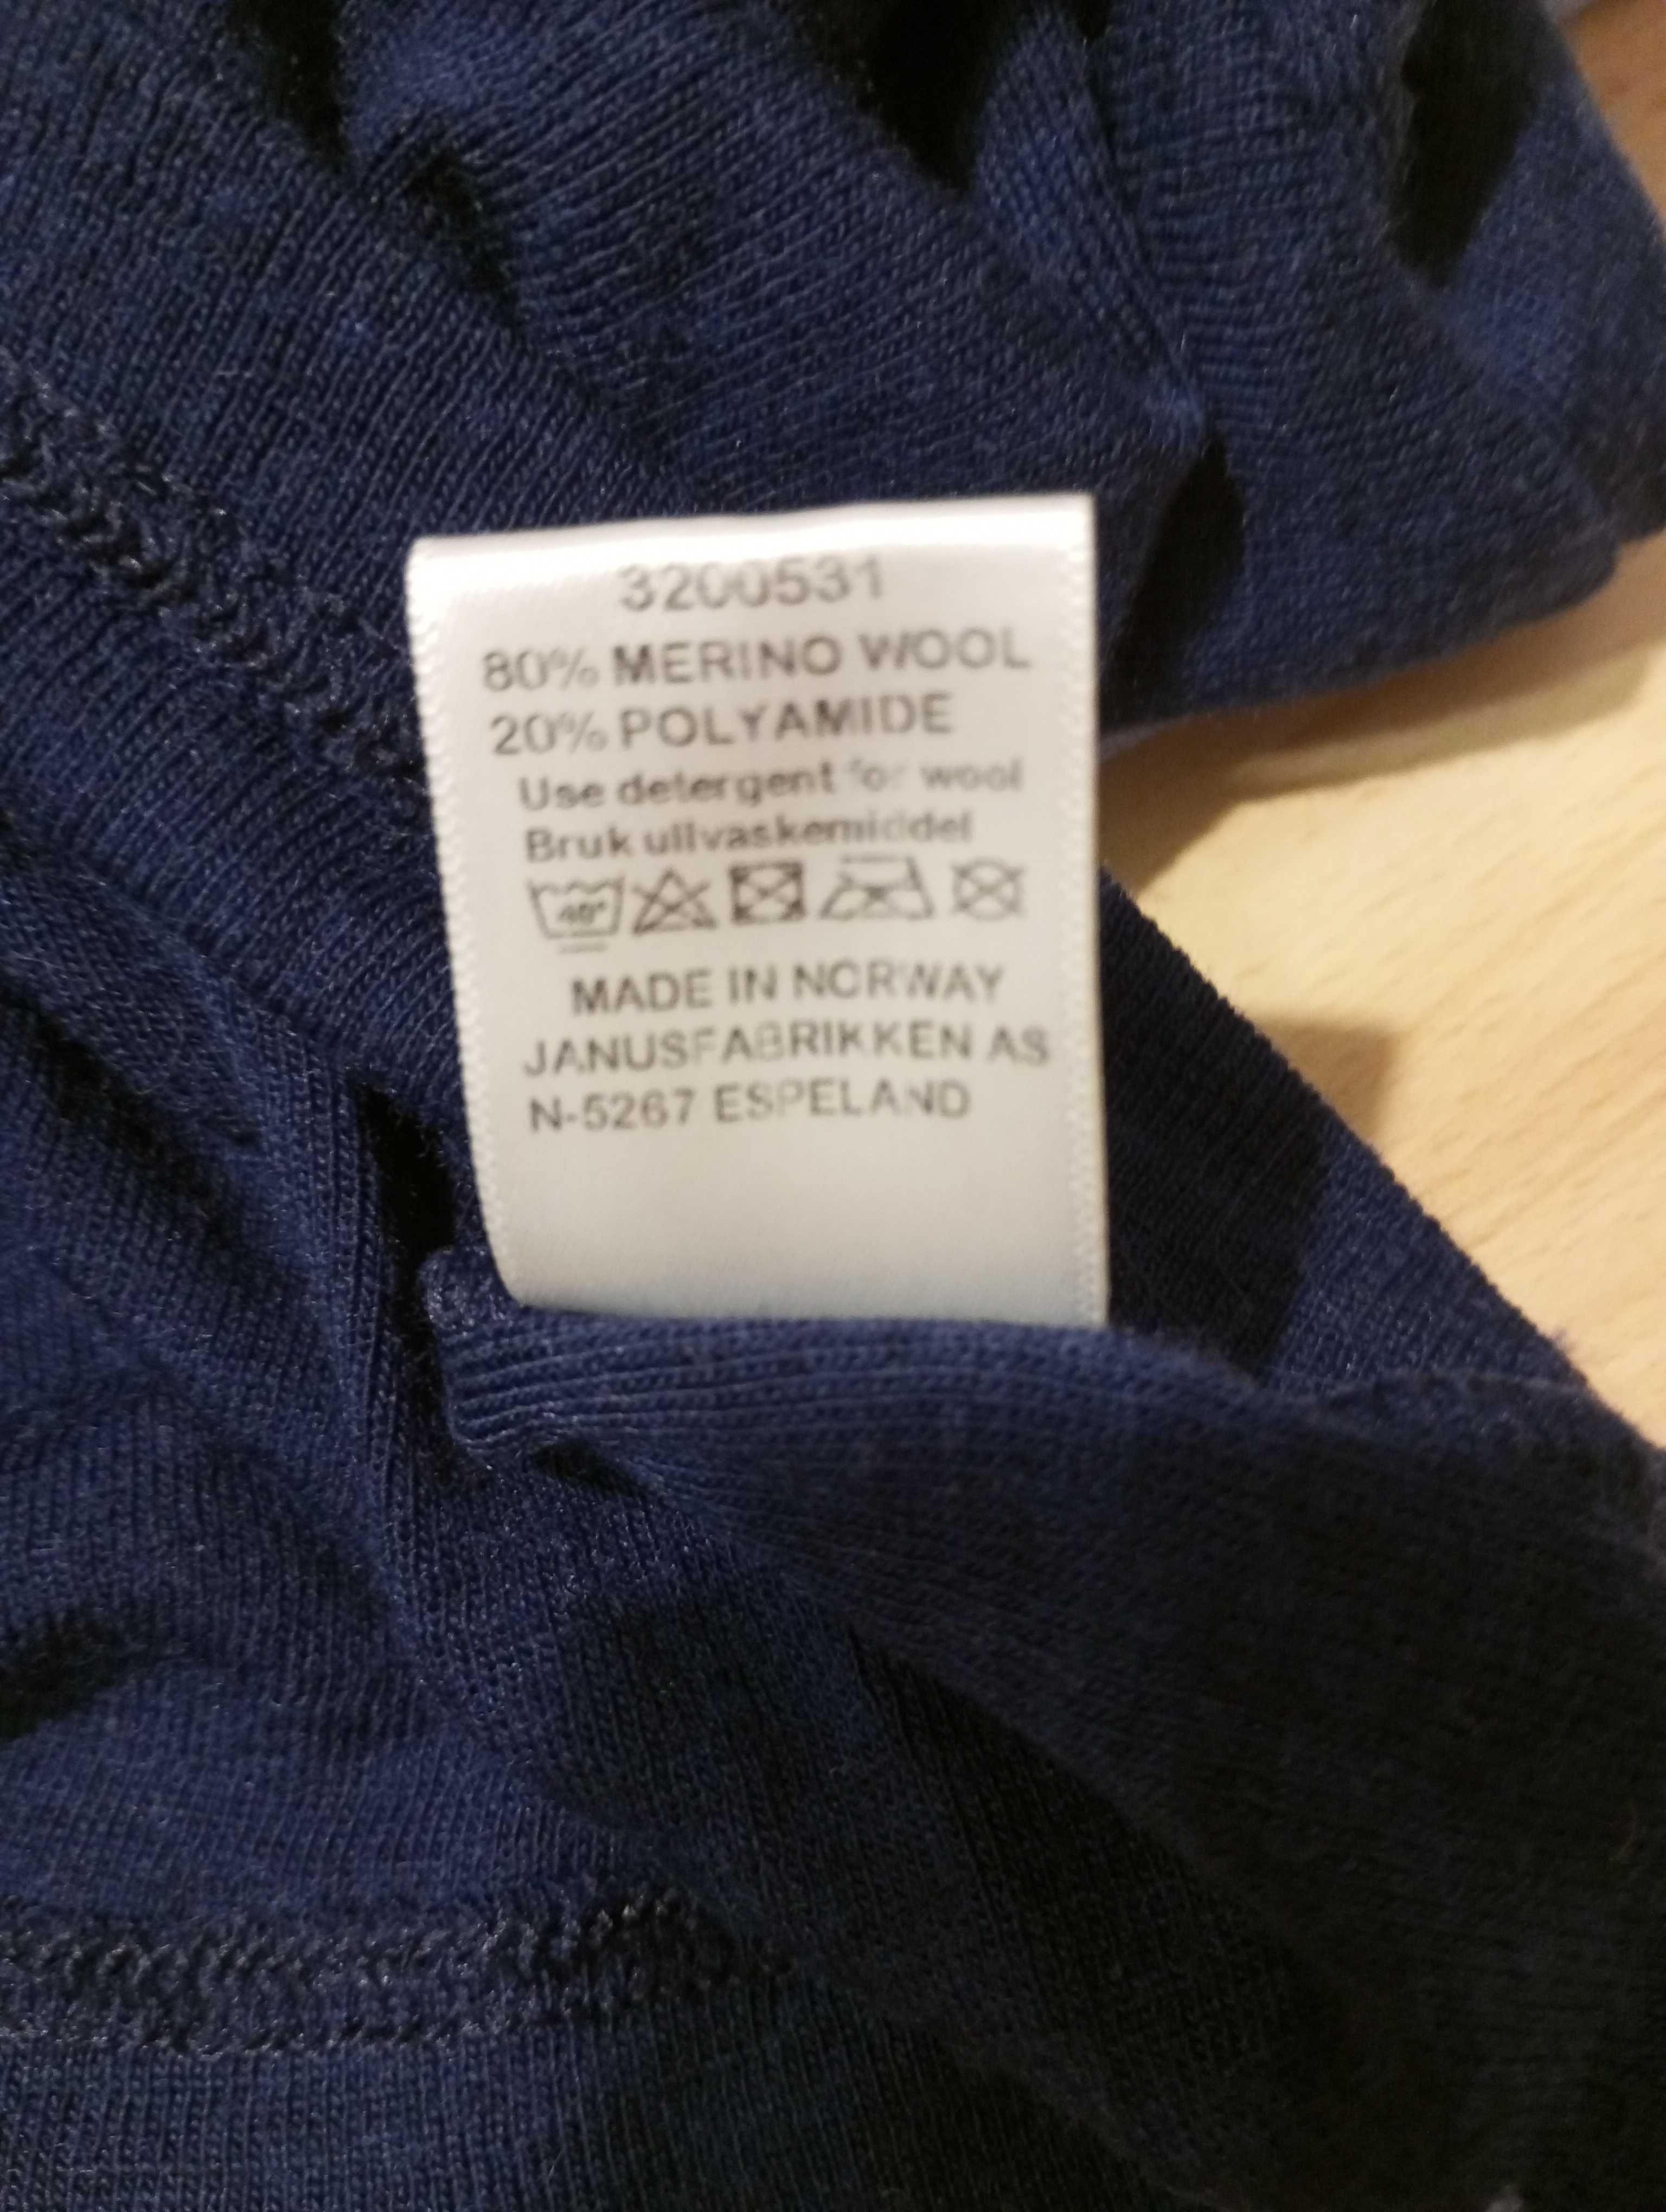 3200531
80% MERINO WOOL
20% POLYAMIDE
Use detergent for wool
Bruk ullvaskemiddel
40°
MADE IN NORWAY
JANUSFABRIKKEN AS
N-5267 ESPELAND